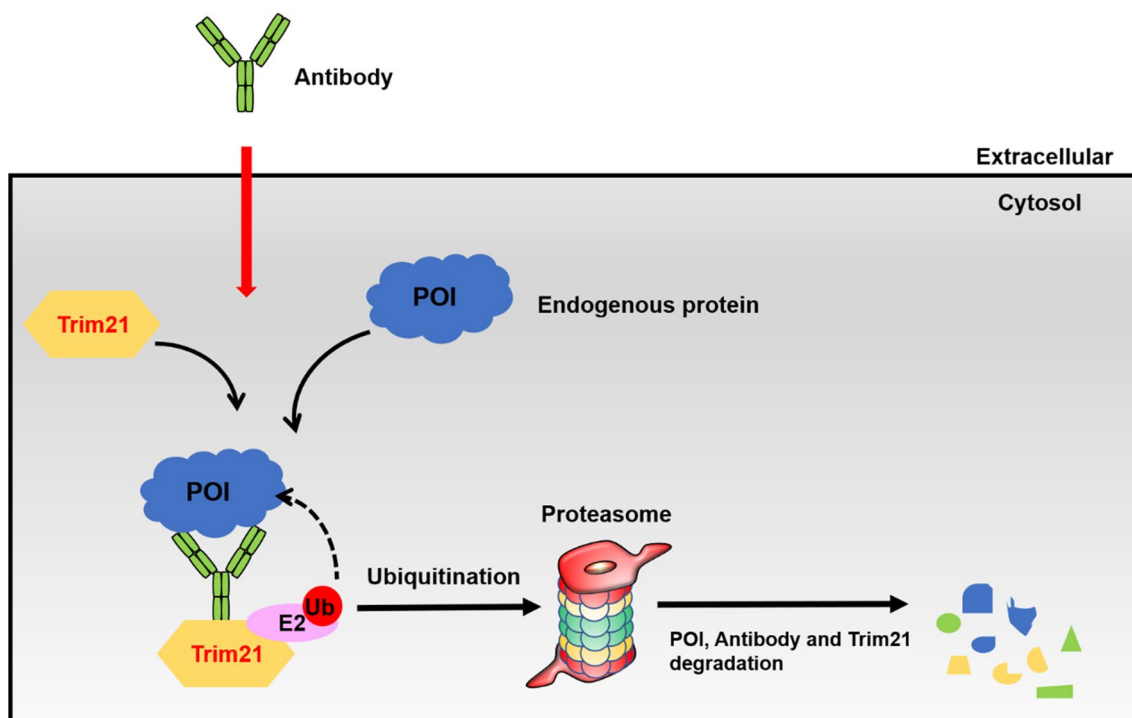 Antibody
Extracellular
Cytosol
POI
Endogenous protein
Trim21
POI
Proteasome
Ubiquitination
Ub
E2
Trim21
POI, Antibody and Trim21
degradation